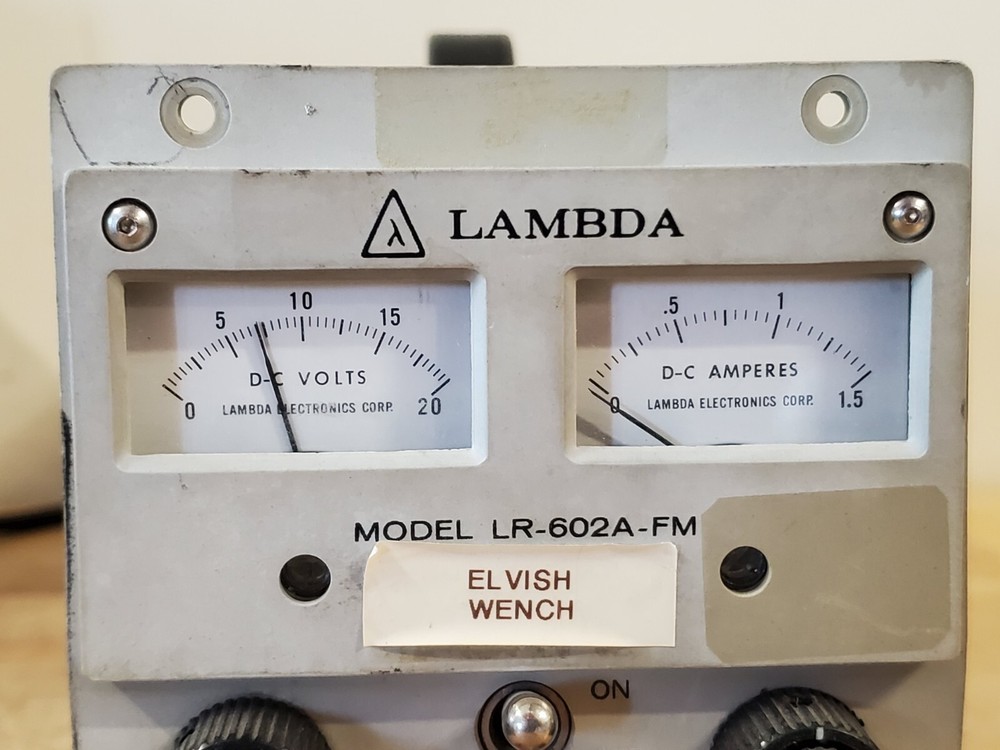 λ LAMBDA
5 10 15
D-C VOLTS
0 LAMBDA ELECTRONICS CORP. 20
.5 1
D-C AMPERES
0 LAMBDA ELECTRONICS CORP. 1.5
MODEL LR-602A-FM
ELVISH
WENCH
ON